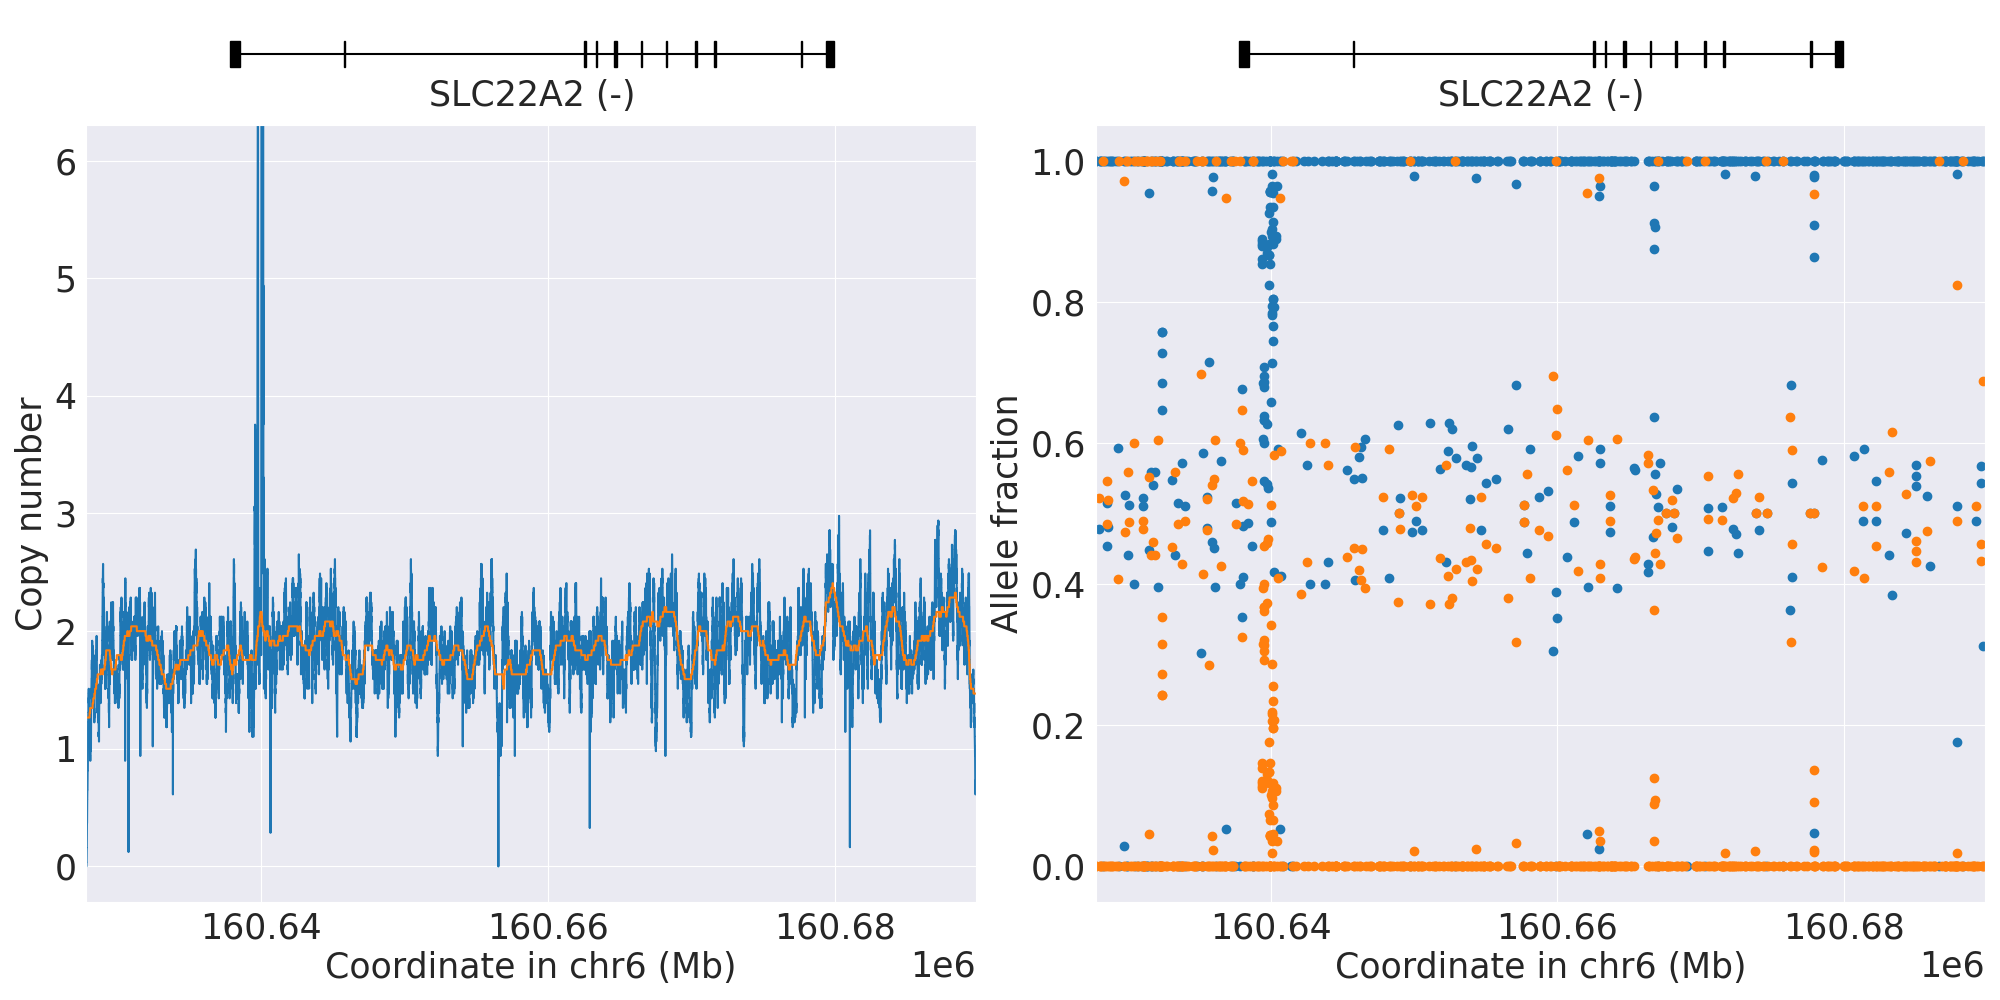 SLC22A2 (-)
6
5
4
3
2
1
0
Copy number
160.64
160.66
160.68
Coordinate in chr6 (Mb)
1e6
SLC22A2 (-)
1.0
0.8
0.6
0.4
0.2
0.0
Allele fraction
160.64
160.66
160.68
Coordinate in chr6 (Mb)
1e6